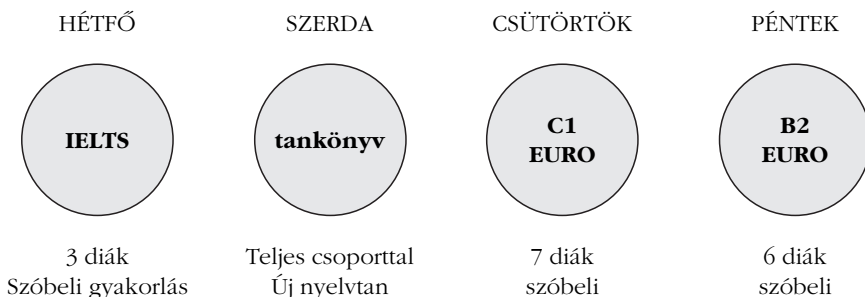 HÉTFŐ
IELTS
3 diák
Szóbeli gyakorlás
SZERDA
tankönyv
Teljes csoporttal
Új nyelvtan
CSÜTÖRTÖK
C1
EURO
7 diák
szóbeli
PÉNTEK
B2
EURO
6 diák
szóbeli